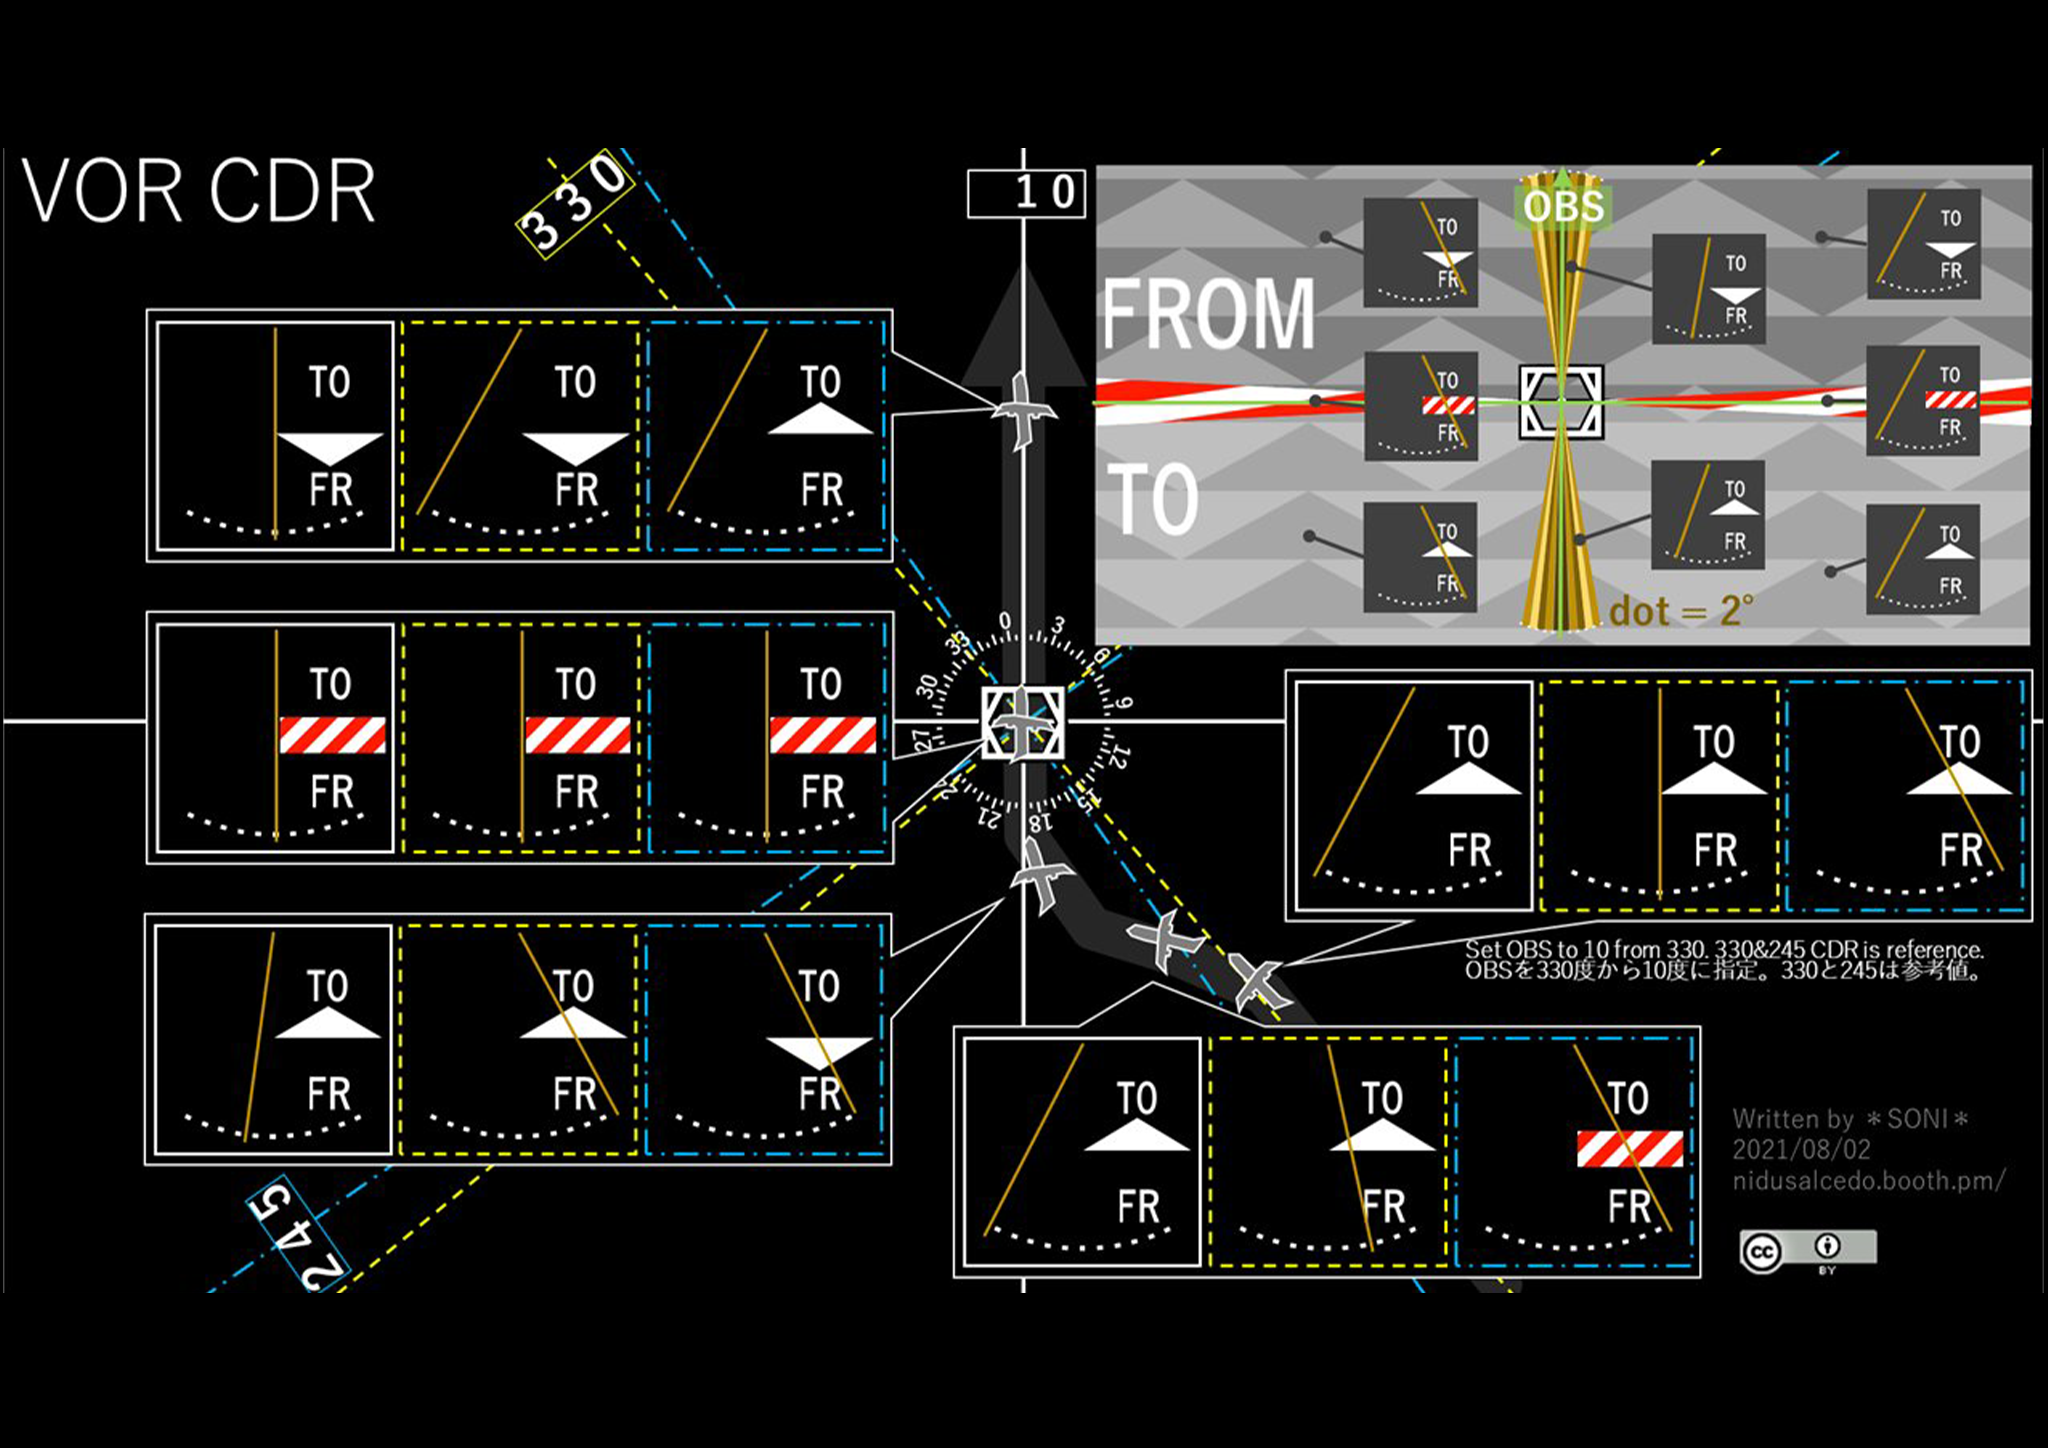 VOR CDR
330
10
OBS
FROM
TO
TO
FR
TO
FR
TO
FR
TO
FR
TO
FR
TO
FR
TO
FR
TO
FR
dot = 2°
TO
FR
TO
FR
TO
FR
TO
FR
TO
FR
TO
FR
0
3
6
9
12
15
18
21
24
27
30
33
TO
FR
TO
FR
TO
FR
Set OBS to 10 from 330. 330&245 CDR is reference.
OBSを330度から10度に指定。330と245は参考値。
TO
FR
TO
FR
TO
FR
TO
FR
TO
FR
TO
FR
245
Written by ＊SONI＊
2021/08/02
nidusalcedo.booth.pm/
cc
BY